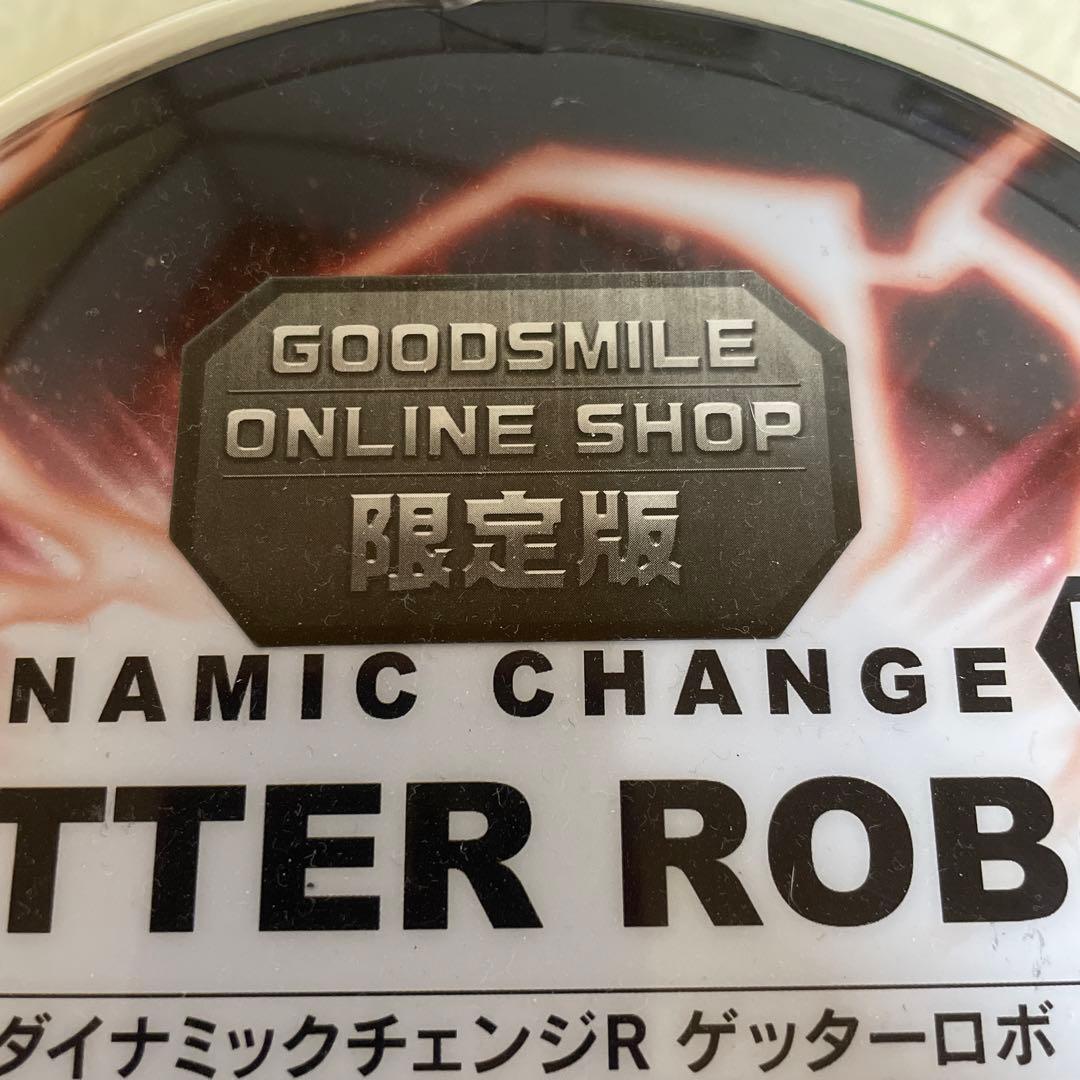 GOODSMILE
ONLINE SHOP
限定版
NAMIC CHANGE
TTER ROB
ダイナミックチェンジR ゲッターロボ